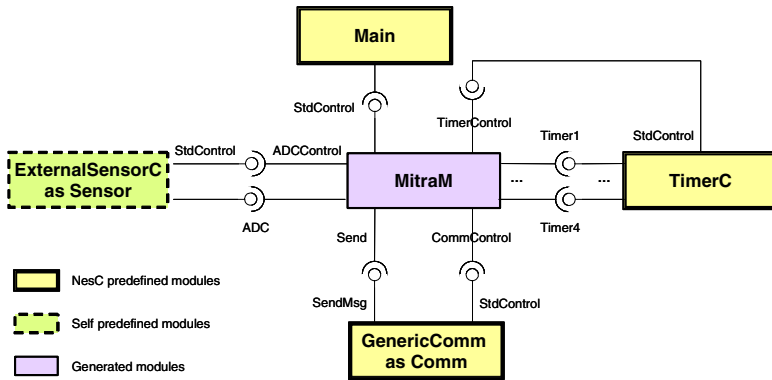 Main
StdControl
TimerControl
StdControl
ADCControl
Timer1
StdControl
ExternalSensorC
as Sensor
MitraM
...
...
TimerC
ADC
Send
CommControl
Timer4
NesC predefined modules
SendMsg
StdControl
Self predefined modules
GenericComm
as Comm
Generated modules